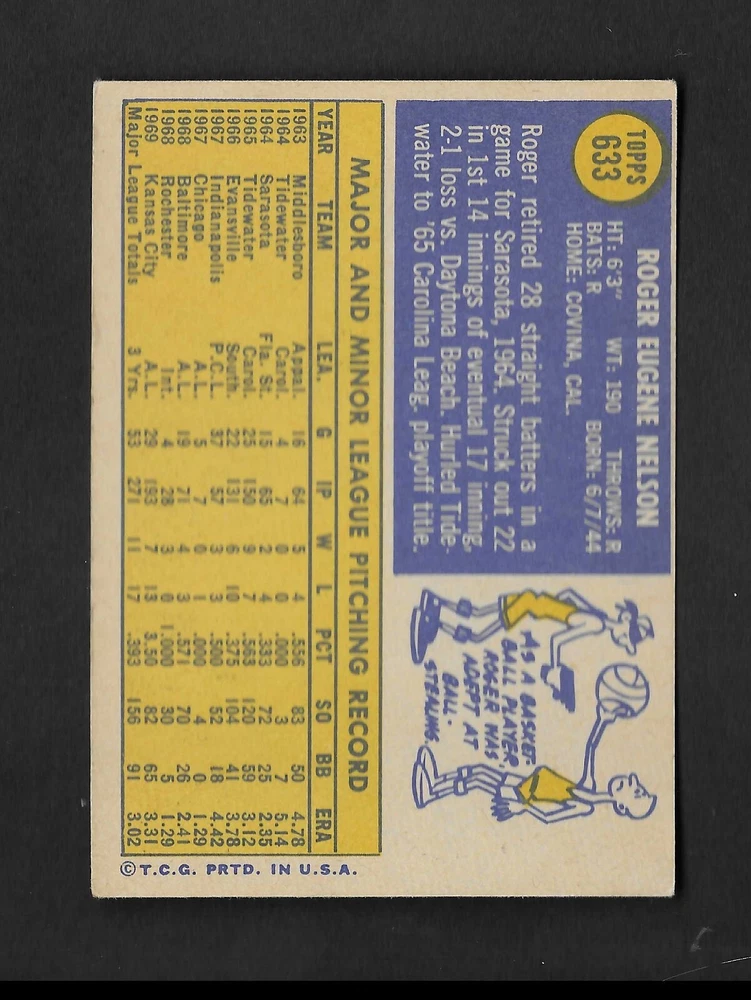 TOPPS
633
ROGER EUGENE NELSON
HT: 6'3" WT: 190 THROWS: R
BATS: R BORN: 6/7/44
HOME: COVINA, CAL.
Roger retired 28 straight batters in a
game for Sarasota, 1964. Struck out 22
in 1st 14 innings of eventual 17 inning,
2-1 loss vs. Daytona Beach. Hurled Tide-
water to '65 Carolina Leag. playoff title.
AS A BASKET-
BALL PLAYER
ROGER WAS
ADEPT AT
BALL-
STEALING.
MAJOR AND MINOR LEAGUE PITCHING RECORD
YEAR TEAM LEA. G IP W L PCT SO BB ERA
1963 Middlesboro Appal. 16 64 5 4 .556 83 50 4.78
1964 Tidewater Carol. 4 7 0 0 .000 3 7 5.14
1964 Sarasota Fla. St. 15 65 2 4 .333 72 25 2.35
1965 Tidewater Carol. 25 150 9 7 .563 120 59 3.12
1966 Evansville South. 22 131 6 10 .375 104 41 3.78
1967 Indianapolis P.C.L. 37 57 3 3 .500 52 18 4.42
1967 Chicago A.L. 5 7 0 1 .000 4 0 1.29
1968 Baltimore A.L. 19 71 4 3 .571 70 26 2.41
1968 Rochester Int. 4 28 3 0 1.000 30 5 1.29
1969 Kansas City A.L. 29 193 7 13 3.50 82 65 3.31
Major League Totals 3 Yrs. 53 271 11 17 .393 156 91 3.02
© T.C.G. PRTD. IN U.S.A.